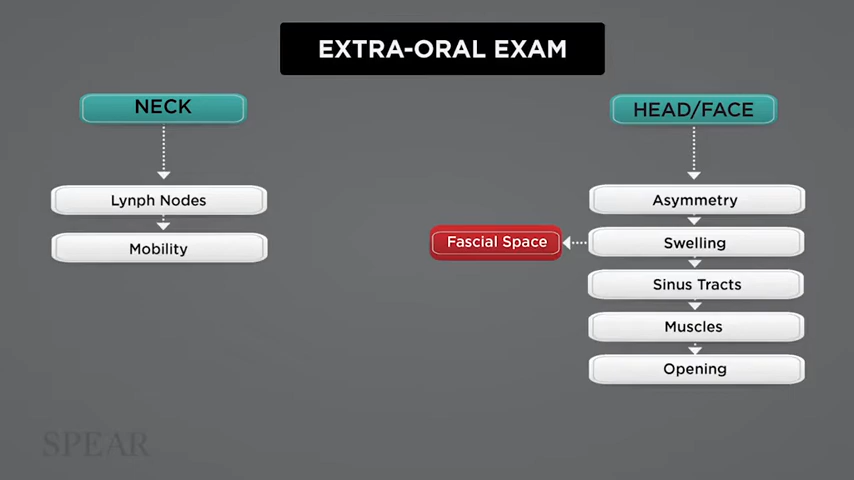 EXTRA-ORAL EXAM
NECK
Lynph Nodes
Mobility
HEAD/FACE
Asymmetry
Swelling
Fascial Space
Sinus Tracts
Muscles
Opening
SPEAR